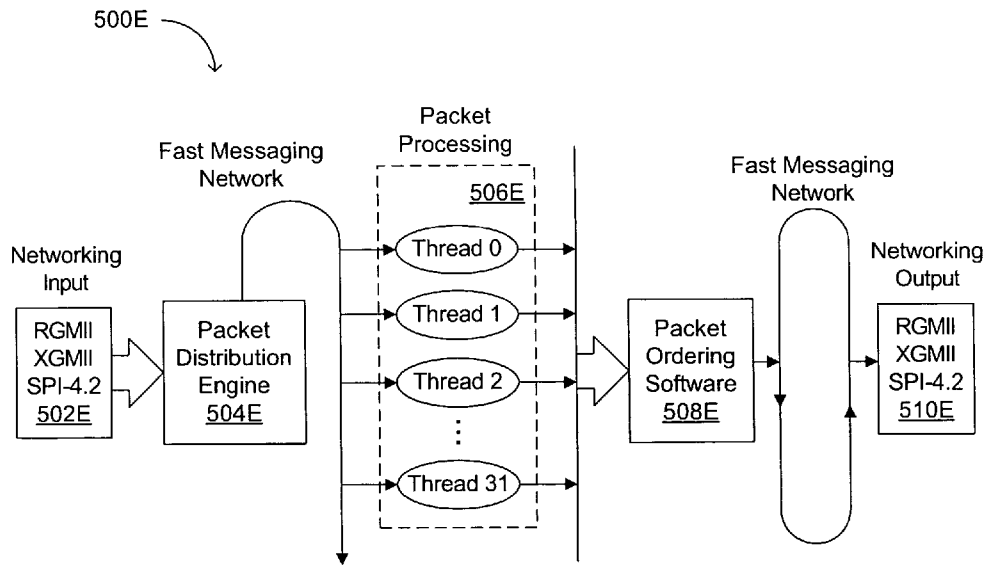 500E
Packet
Processing
Fast Messaging
Network
Fast Messaging
Network
506E
Networking
Input
Thread 0
Networking
Output
RGMII
XGMII
SPI-4.2
502E
Packet
Distribution
Engine
504E
Thread 1
Thread 2
Thread 31
Packet
Ordering
Software
508E
RGMII
XGMII
SPI-4.2
510E